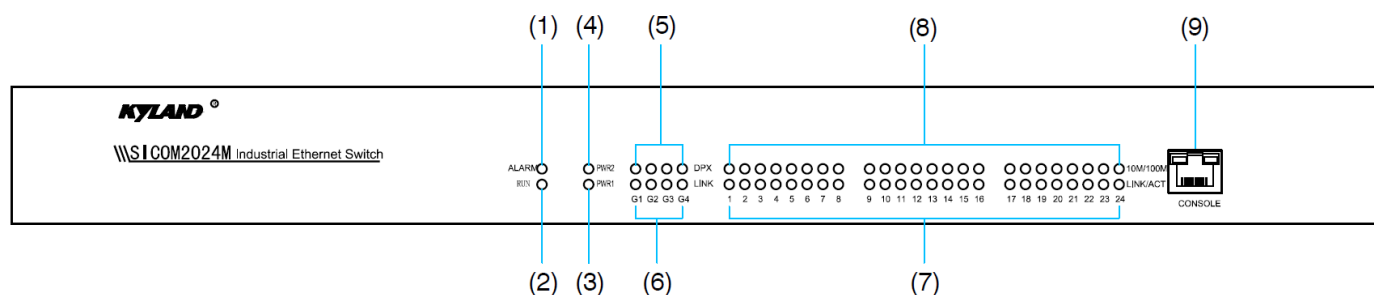 (1) (4) (5) (8) (9)
KYLAND ®
\\\SICOM2024M Industrial Ethernet Switch
ALARM PWR2 DPX 10M/100M
RUN PWR1 LINK LINK/ACT
G1 G2 G3 G4 1 2 3 4 5 6 7 8 9 10 11 12 13 14 15 16 17 18 19 20 21 22 23 24
CONSOLE
(2) (3) (6) (7)